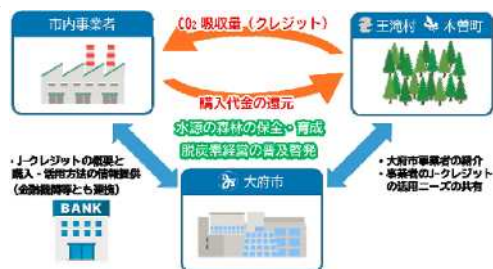 市内事業者
CO₂ 吸収量（クレジット）
王滝村 木曽町
購入代金の還元
水源の森林の保全・育成
脱炭素経営の普及啓発
・J-クレジットの概要と
購入・活用方法の情報提供
（金融機関等とも連携）
BANK
大府市
・大府市事業者の紹介
・事業者のJ-クレジット
の活用ニーズの共有